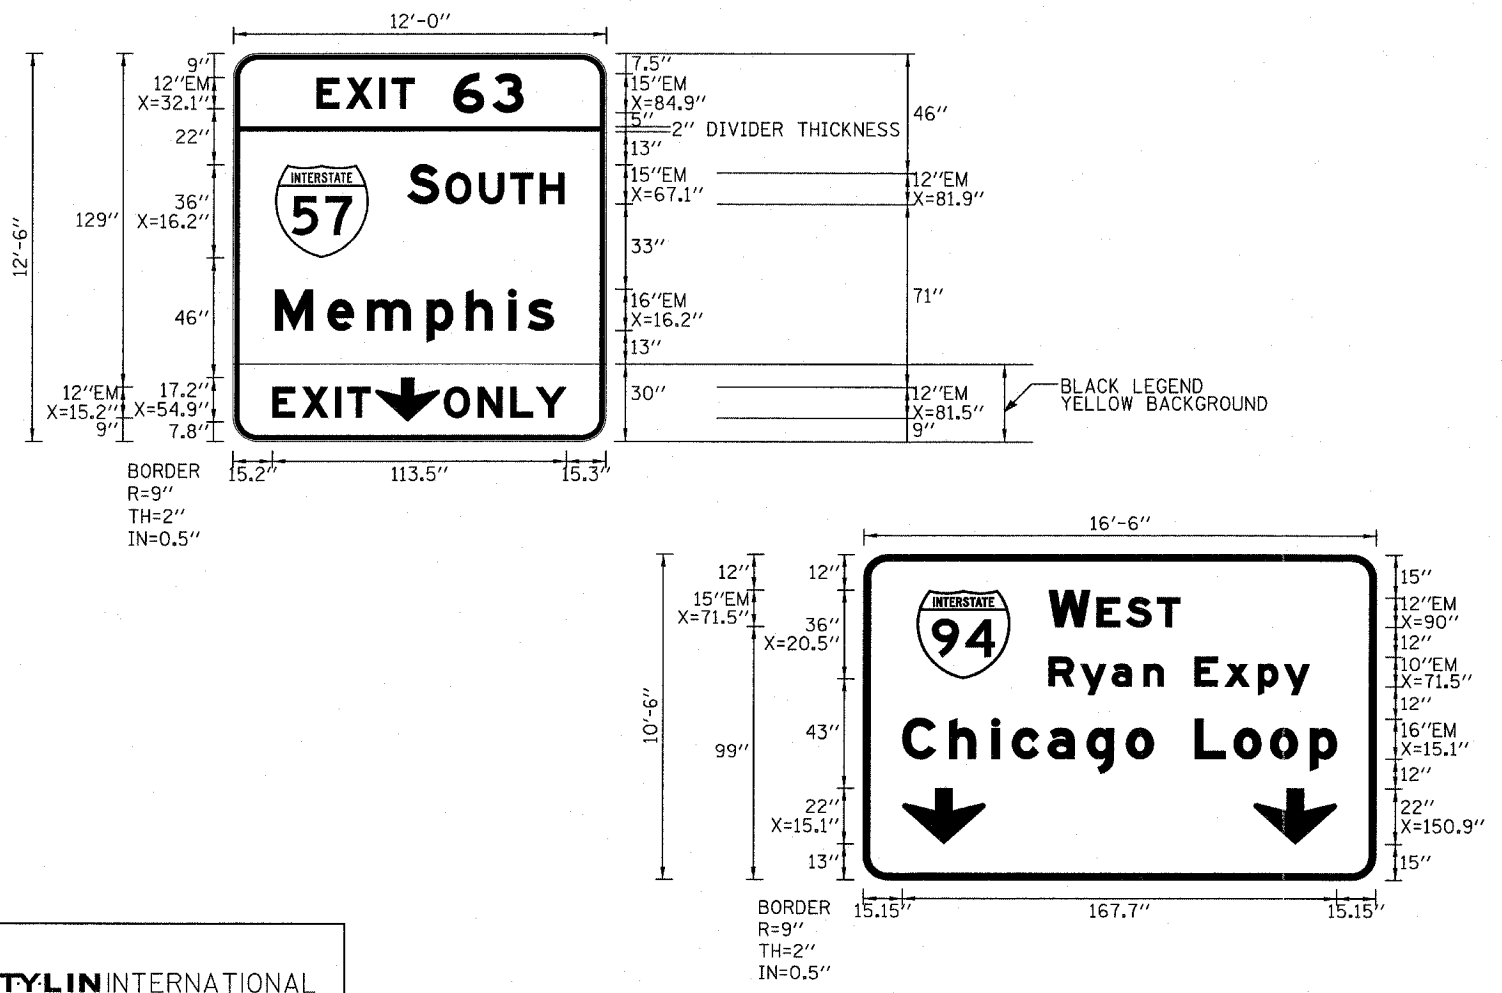 12'-0"
12'-6"
129"
12"EM
X=15.2"
9"
9"
12"EM
X=32.1"
22"
36"
X=16.2"
46"
17.2"
X=54.9"
7.8"
EXIT 63
INTERSTATE
57
SOUTH
Memphis
EXIT ONLY
7.5"
15"EM
X=84.9"
5"
2" DIVIDER THICKNESS
13"
15"EM
X=67.1"
33"
16"EM
X=16.2"
13"
30"
46"
12"EM
X=81.9"
71"
12"EM
X=81.5"
9"
BLACK LEGEND
YELLOW BACKGROUND
15.2" 113.5" 15.3"
BORDER
R=9"
TH=2"
IN=0.5"
16'-6"
10'-6"
12"
15"EM
X=71.5"
99"
12"
36"
X=20.5"
43"
22"
X=15.1"
13"
INTERSTATE
94
WEST
Ryan Expy
Chicago Loop
15"
12"EM
X=90"
12"
10"EM
X=71.5"
12"
16"EM
X=15.1"
12"
22"
X=150.9"
15"
15.15" 167.7" 15.15"
BORDER
R=9"
TH=2"
IN=0.5"
TYLININTERNATIONAL